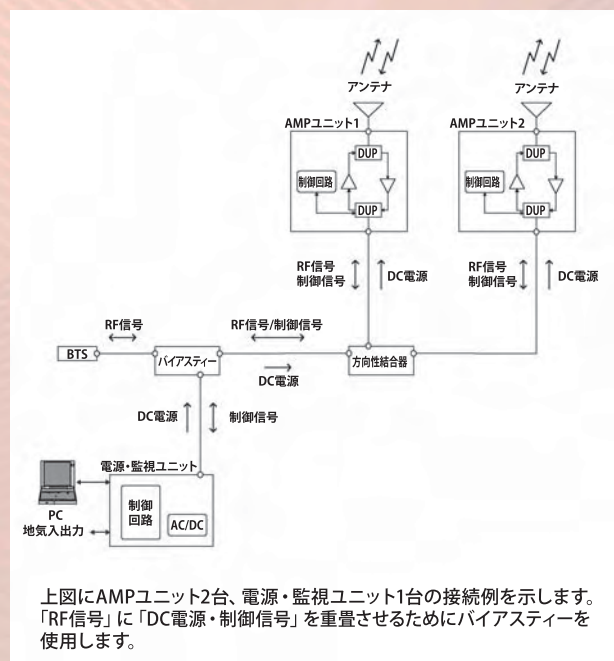 アンテナ
アンテナ
AMPユニット1
AMPユニット2
DUP
DUP
制御回路
制御回路
DUP
DUP
RF信号
制御信号
DC電源
RF信号
制御信号
DC電源
RF信号
RF信号/制御信号
BTS
バイアスティー
方向性結合器
DC電源
DC電源
制御信号
電源・監視ユニット
制御
回路
AC/DC
PC
地気入出力
上図にAMPユニット2台、電源・監視ユニット1台の接続例を示します。
「RF信号」に「DC電源・制御信号」を重畳させるためにバイアスティーを
使用します。